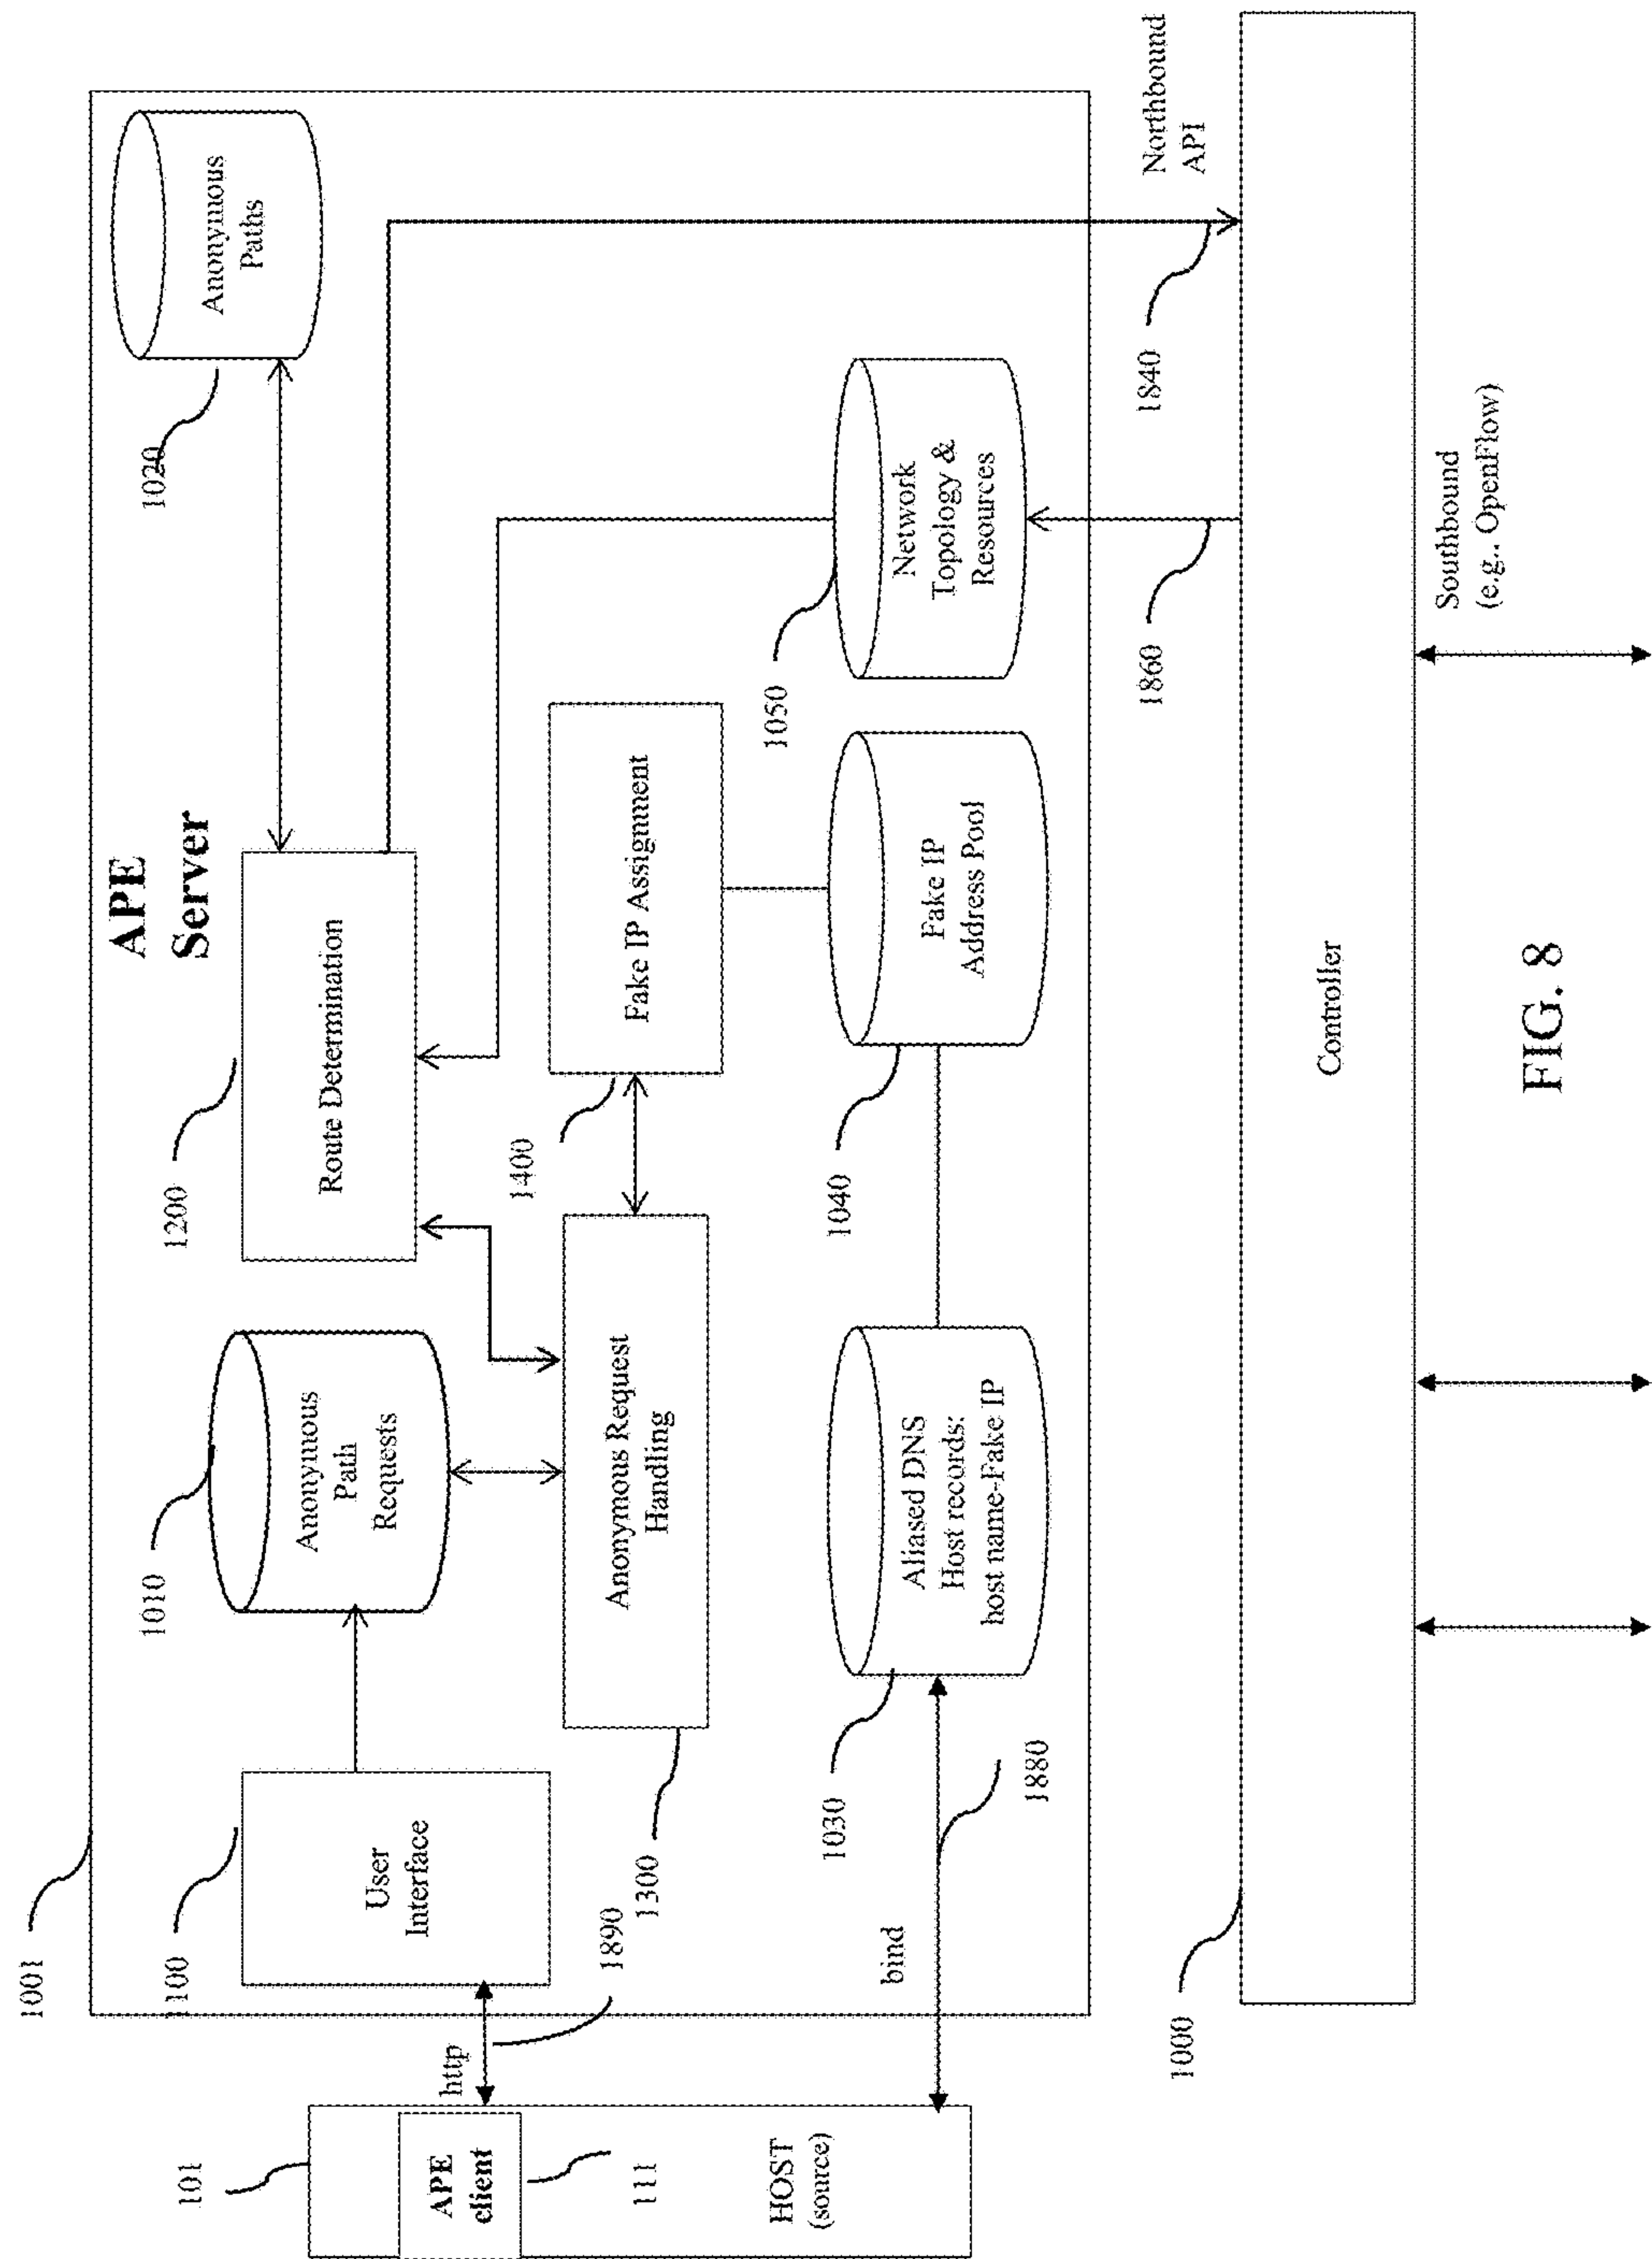 1001
APE
Server
1100
User
Interface
1010
Anonymous
Path
Requests
1200
Route Determination
1020
Anonymous
Paths
101
APE
client
111
HOST
(source)
http
1890
1300
Anonymous Request
Handling
1400
Fake IP Assignment
bind
1880
1030
Aliased DNS
Host records:
host name-Fake IP
1040
Fake IP
Address Pool
1050
Network
Topology &
Resources
1860
1840
Northbound
API
1000
Controller
Southbound
(e.g., OpenFlow)
FIG. 8